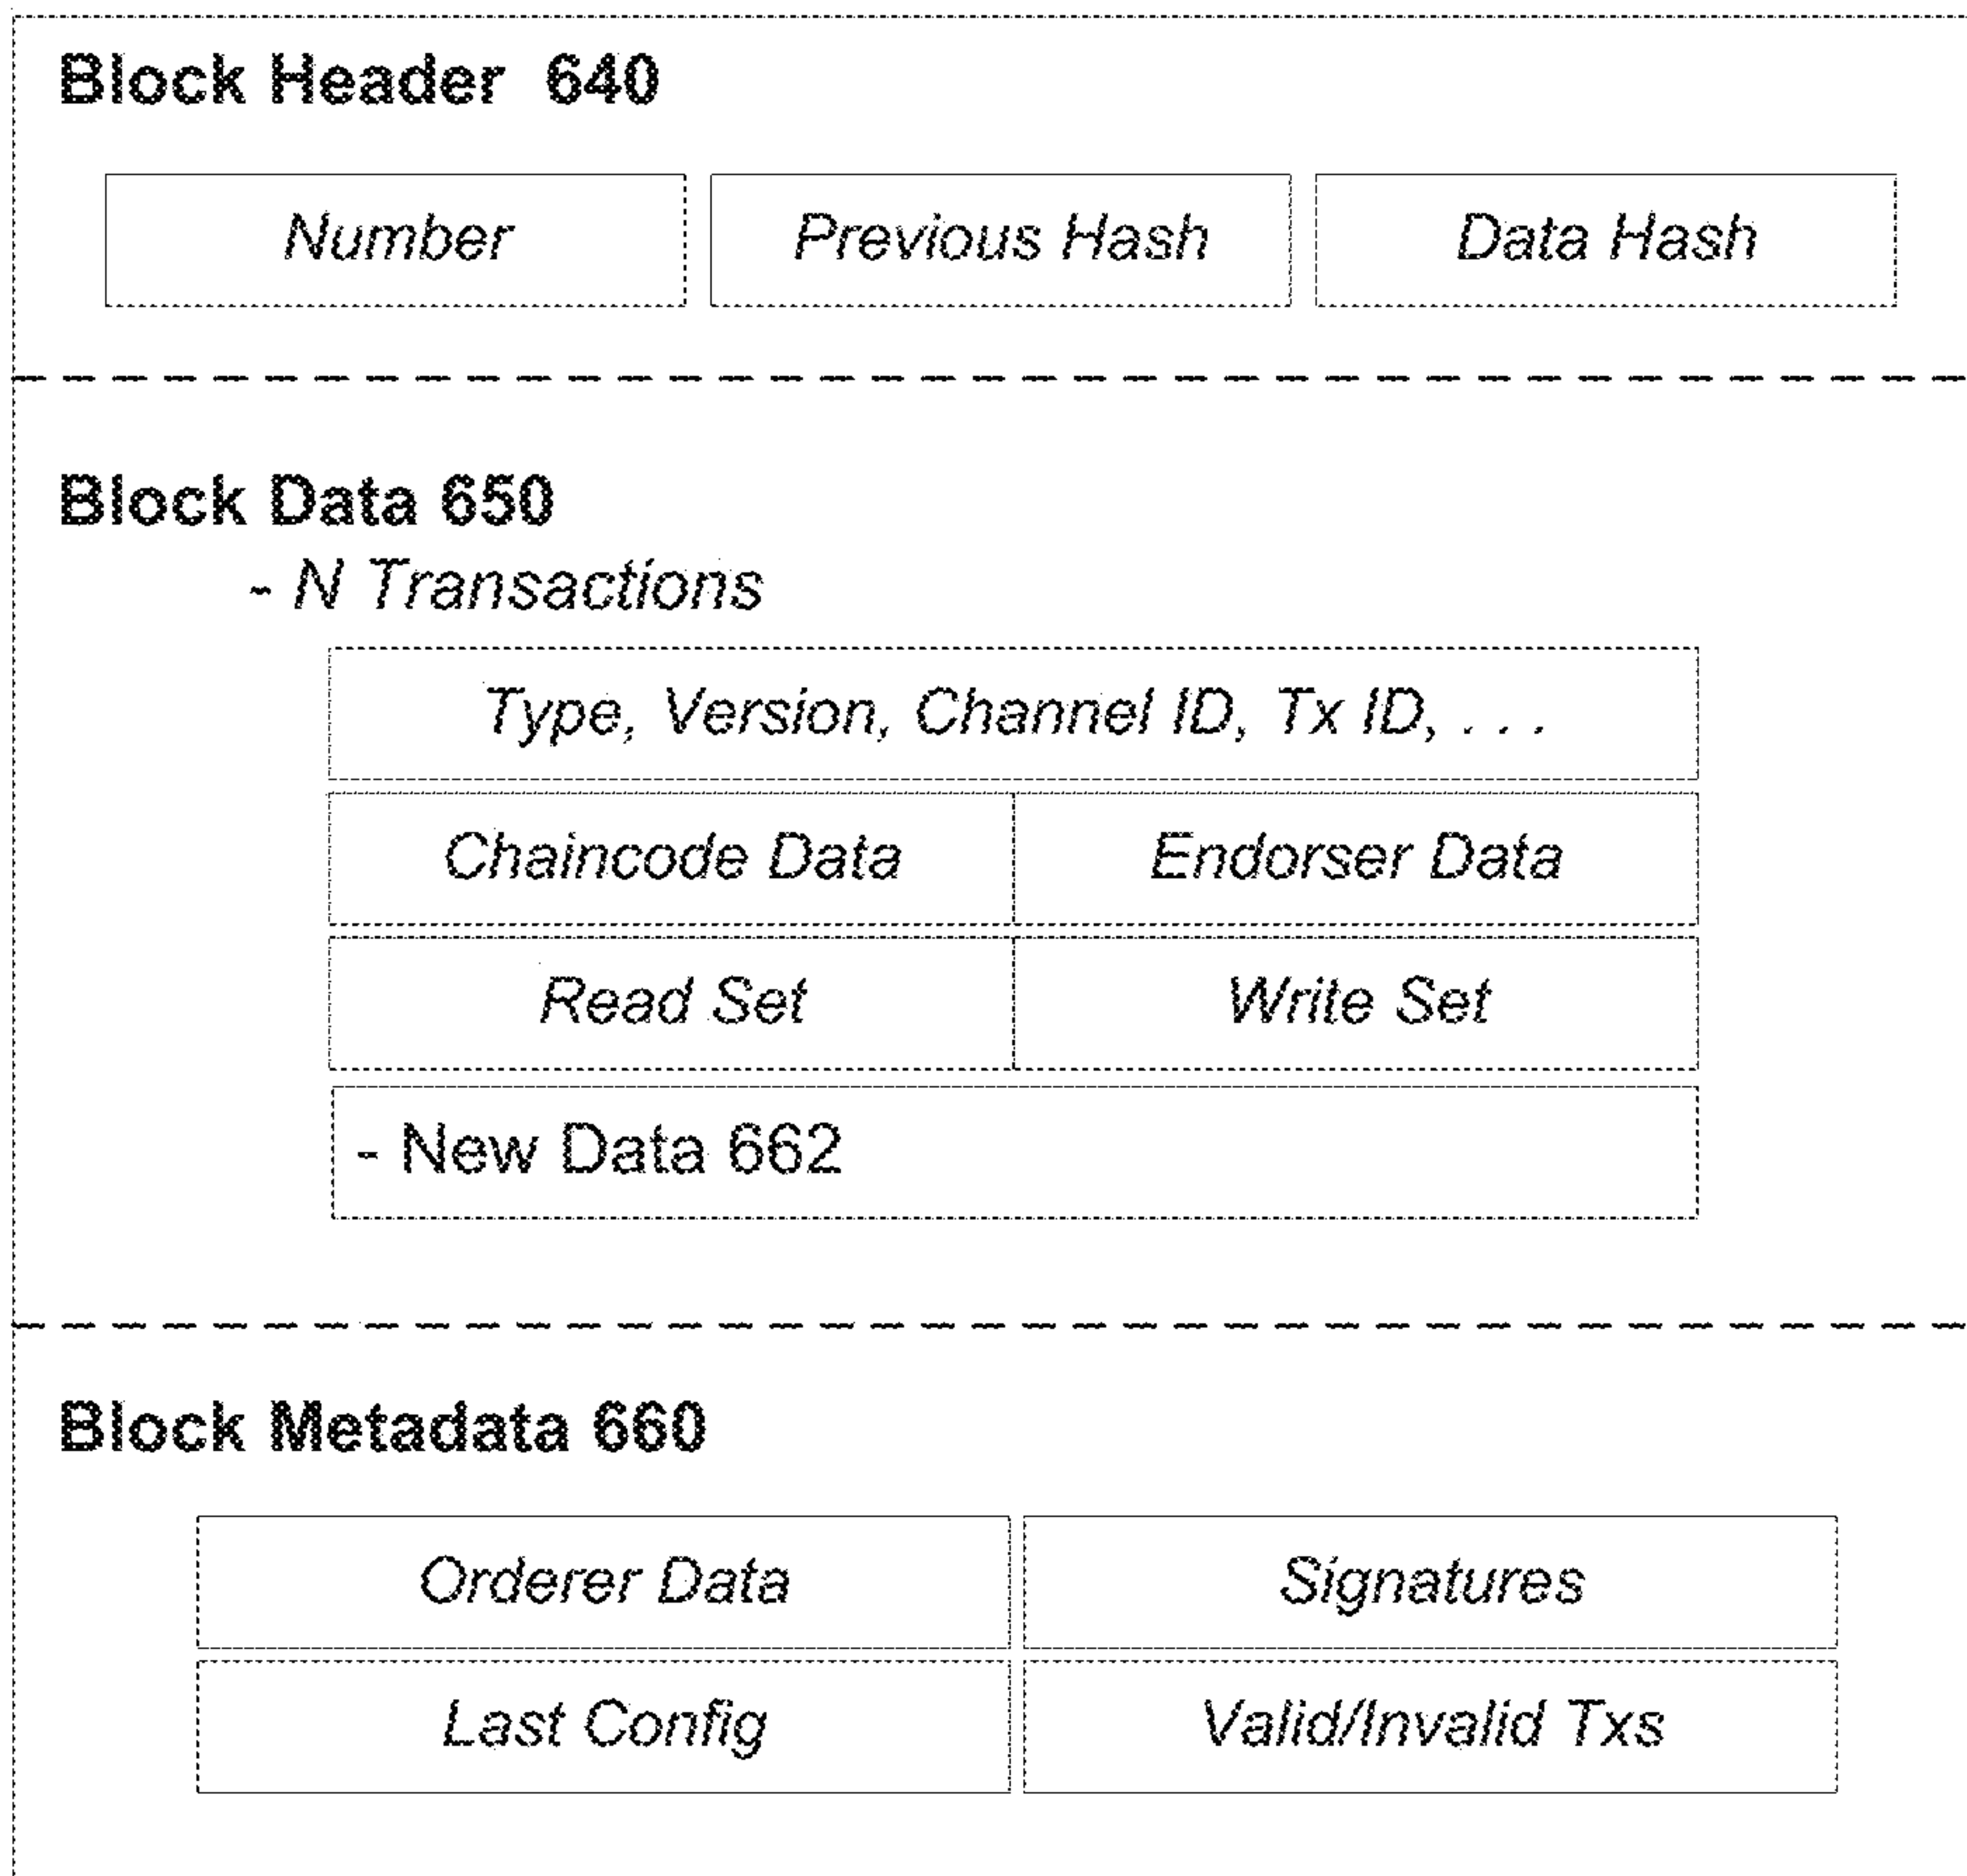 Block Header 640
Number Previous Hash Data Hash
Block Data 650
- N Transactions
Type, Version, Channel ID, Tx ID, . . .
Chaincode Data Endorser Data
Read Set Write Set
- New Data 662
Block Metadata 660
Orderer Data Signatures
Last Config Valid/Invalid Txs